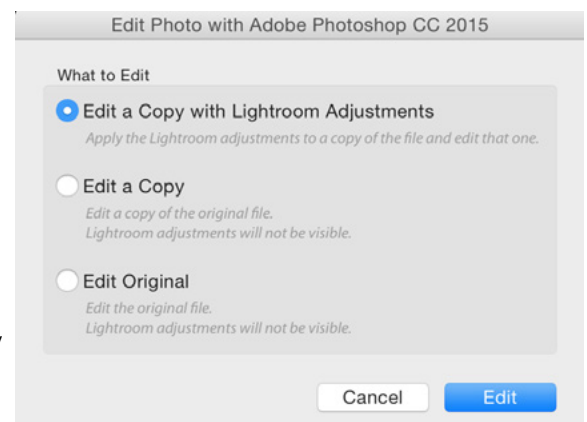 Edit Photo with Adobe Photoshop CC 2015
What to Edit
Edit a Copy with Lightroom Adjustments
Apply the Lightroom adjustments to a copy of the file and edit that one.
Edit a Copy
Edit a copy of the original file.
Lightroom adjustments will not be visible.
Edit Original
Edit the original file.
Lightroom adjustments will not be visible.
Cancel
Edit